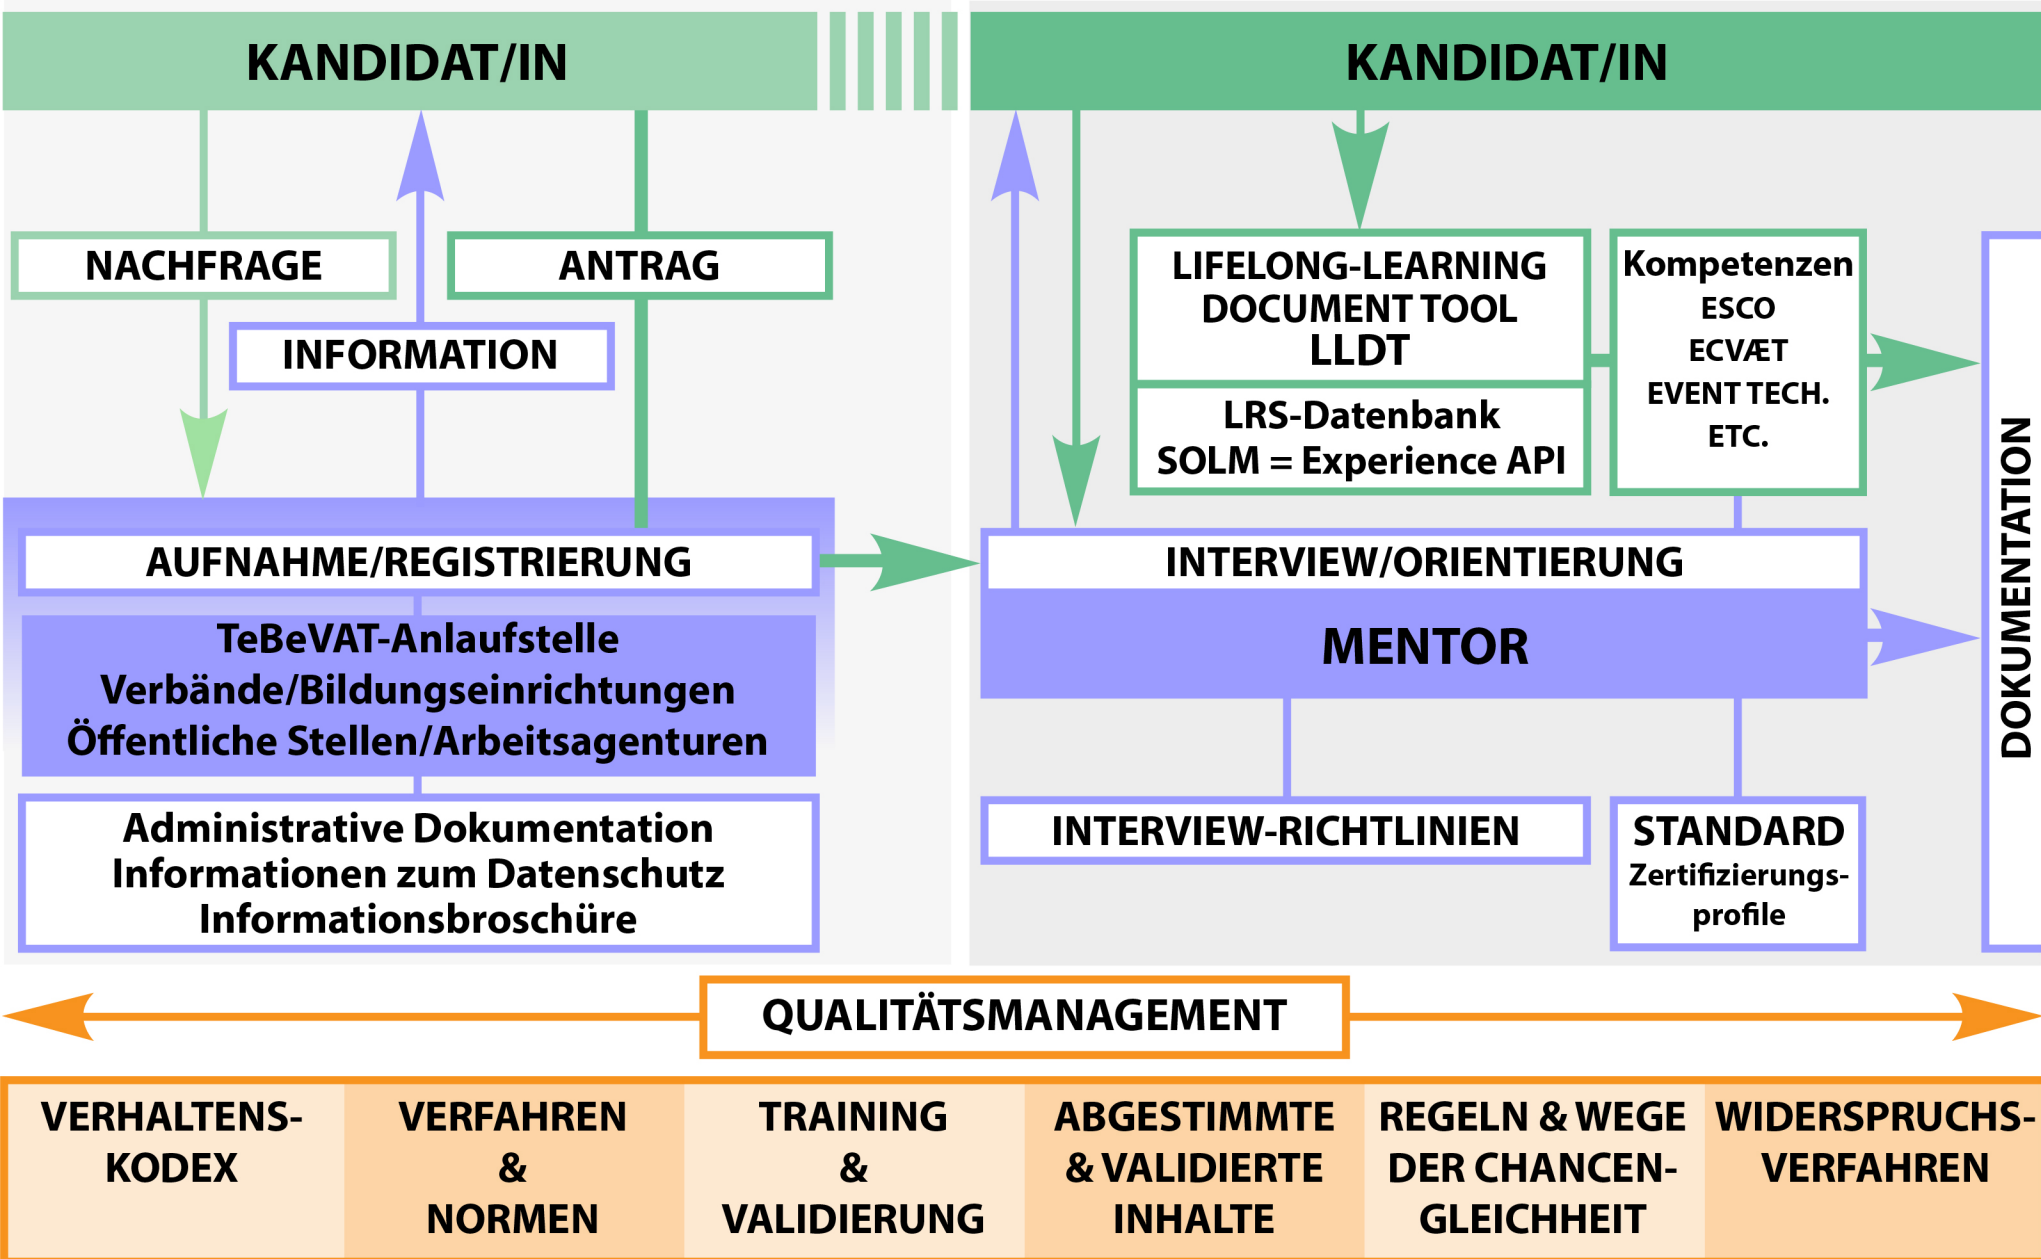 KANDIDAT/IN
NACHFRAGE
ANTRAG
INFORMATION
AUFNAHME/REGISTRIERUNG
TeBeVAT-Anlaufstelle
Verbände/Bildungseinrichtungen
Öffentliche Stellen/Arbeitsagenturen
Administrative Dokumentation
Informationen zum Datenschutz
Informationsbroschüre
KANDIDAT/IN
LIFELONG-LEARNING
DOCUMENT TOOL
LLDT
LRS-Datenbank
SOLM = Experience API
Kompetenzen
ESCO
ECVÆT
EVENT TECH.
ETC.
INTERVIEW/ORIENTIERUNG
MENTOR
INTERVIEW-RICHTLINIEN
STANDARD
Zertifizierungs-
profile
DOKUMENTATION
QUALITÄTSMANAGEMENT
VERHALTENS-
KODEX
VERFAHREN
&
NORMEN
TRAINING
&
VALIDIERUNG
ABGESTIMMTE
& VALIDIERTE
INHALTE
REGELN & WEGE
DER CHANCEN-
GLEICHHEIT
WIDERSPRUCHS-
VERFAHREN